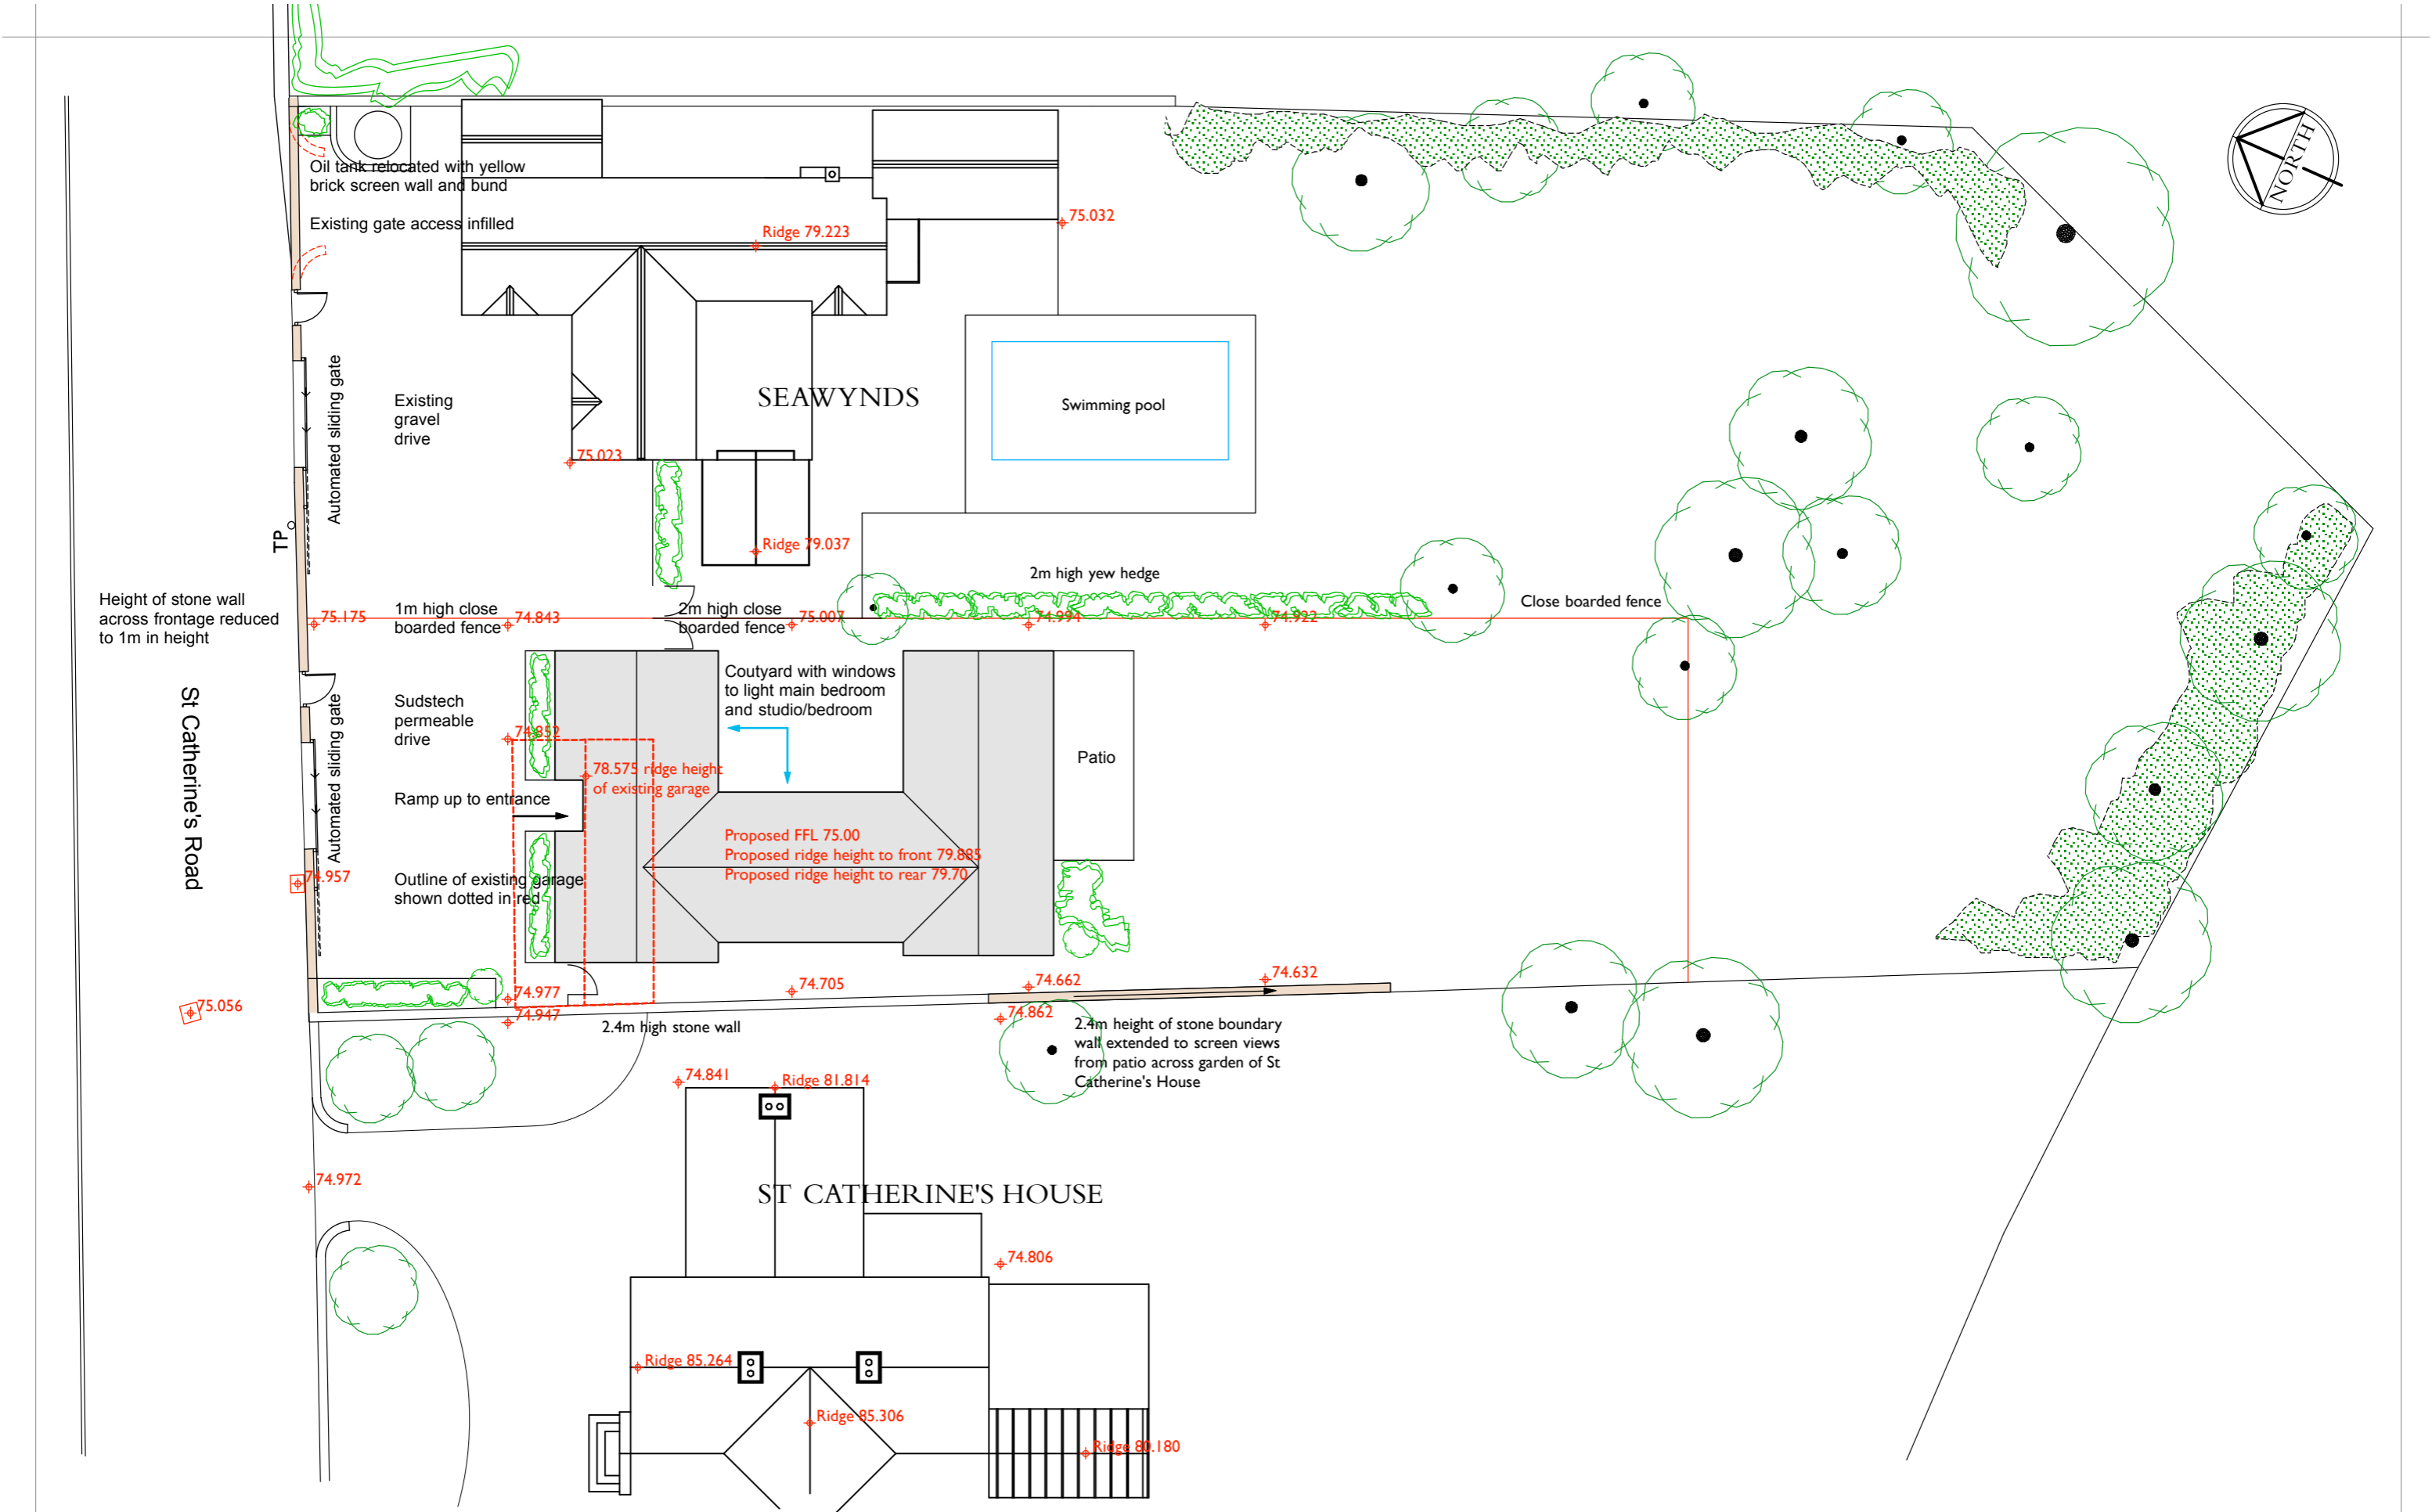 Oil tank relocated with yellow
brick screen wall and bund
Existing gate access infilled
Ridge 79.223
75.032
NORTH
Automated sliding gate
Existing
gravel
drive
SEAWYNDS
Swimming pool
75.023
TP
Ridge 79.037
2m high yew hedge
Close boarded fence
Height of stone wall
across frontage reduced
to 1m in height
75.175
1m high close
boarded fence
74.843
2m high close
boarded fence
75.007
74.994
74.922
St Catherine's Road
Automated sliding gate
Sudstech
permeable
drive
74.852
Coutyard with windows
to light main bedroom
and studio/bedroom
78.575 ridge height
of existing garage
Patio
Ramp up to entrance
Proposed FFL 75.00
Proposed ridge height to front 79.885
Proposed ridge height to rear 79.70
74.957
Outline of existing garage
shown dotted in red
75.056
74.977
74.947
74.705
74.662
74.632
74.862
2.4m high stone wall
2.4m height of stone boundary
wall extended to screen views
from patio across garden of St
Catherine's House
74.841
Ridge 81.814
74.972
ST CATHERINE'S HOUSE
74.806
Ridge 85.264
Ridge 85.306
Ridge 80.180